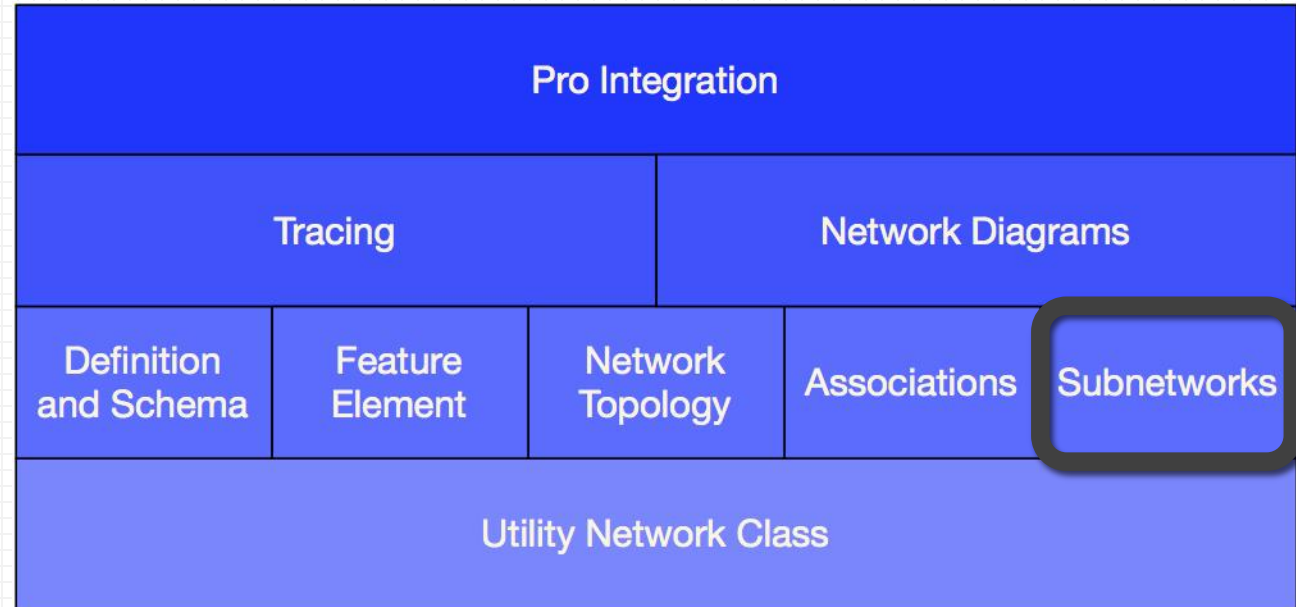 Pro Integration
Tracing
Network Diagrams
Definition
and Schema
Feature
Element
Network
Topology
Associations
Subnetworks
Utility Network Class